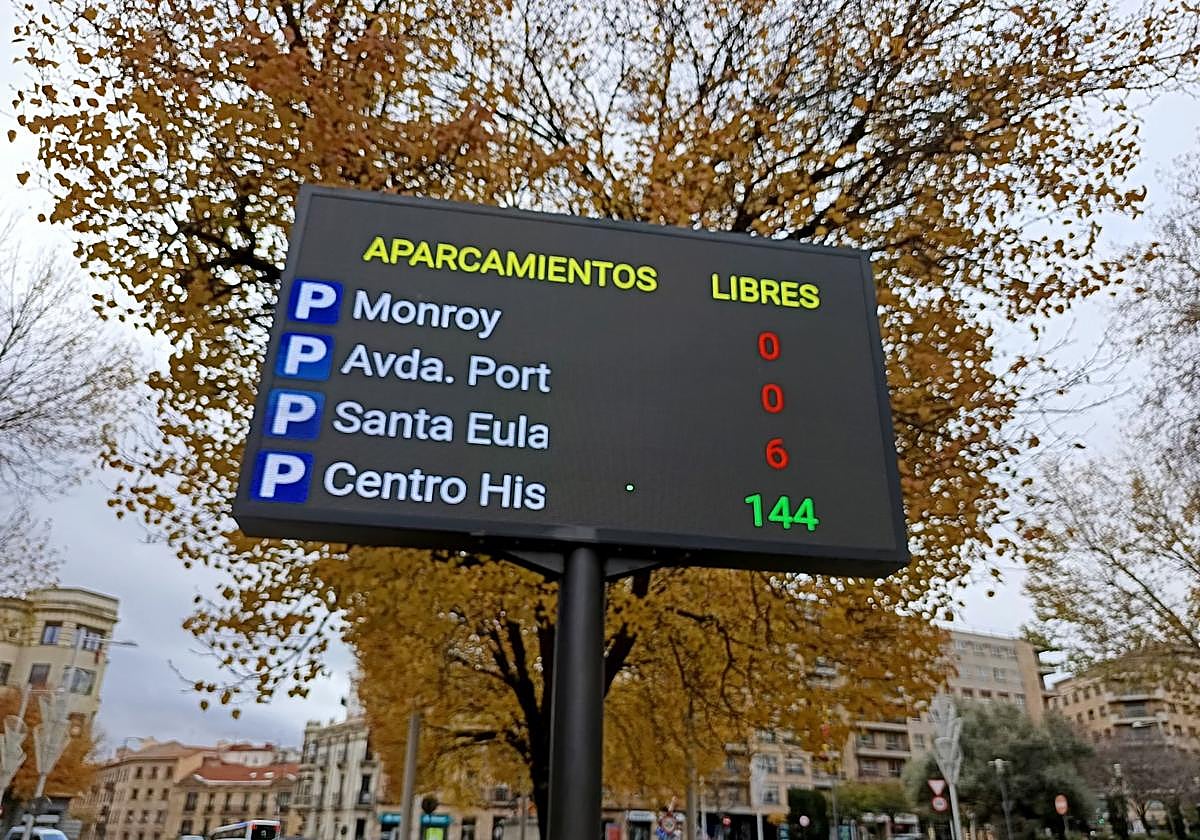 APARCAMIENTOS LIBRES
P Monroy 0
P Avda. Port 0
P Santa Eula 6
P Centro His 144